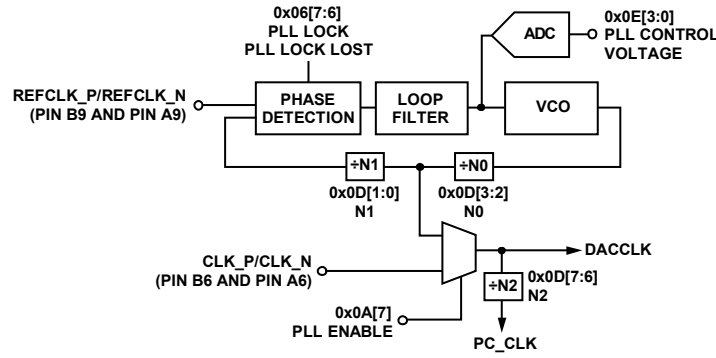 0x06[7:6]
PLL LOCK
PLL LOCK LOST
ADC
0x0E[3:0]
PLL CONTROL
VOLTAGE
REFCLK_P/REFCLK_N
(PIN B9 AND PIN A9)
PHASE
DETECTION
LOOP
FILTER
VCO
÷N1
÷N0
0x0D[1:0]
N1
0x0D[3:2]
N0
CLK_P/CLK_N
(PIN B6 AND PIN A6)
DACCLK
÷N2
0x0D[7:6]
N2
0x0A[7]
PLL ENABLE
PC_CLK